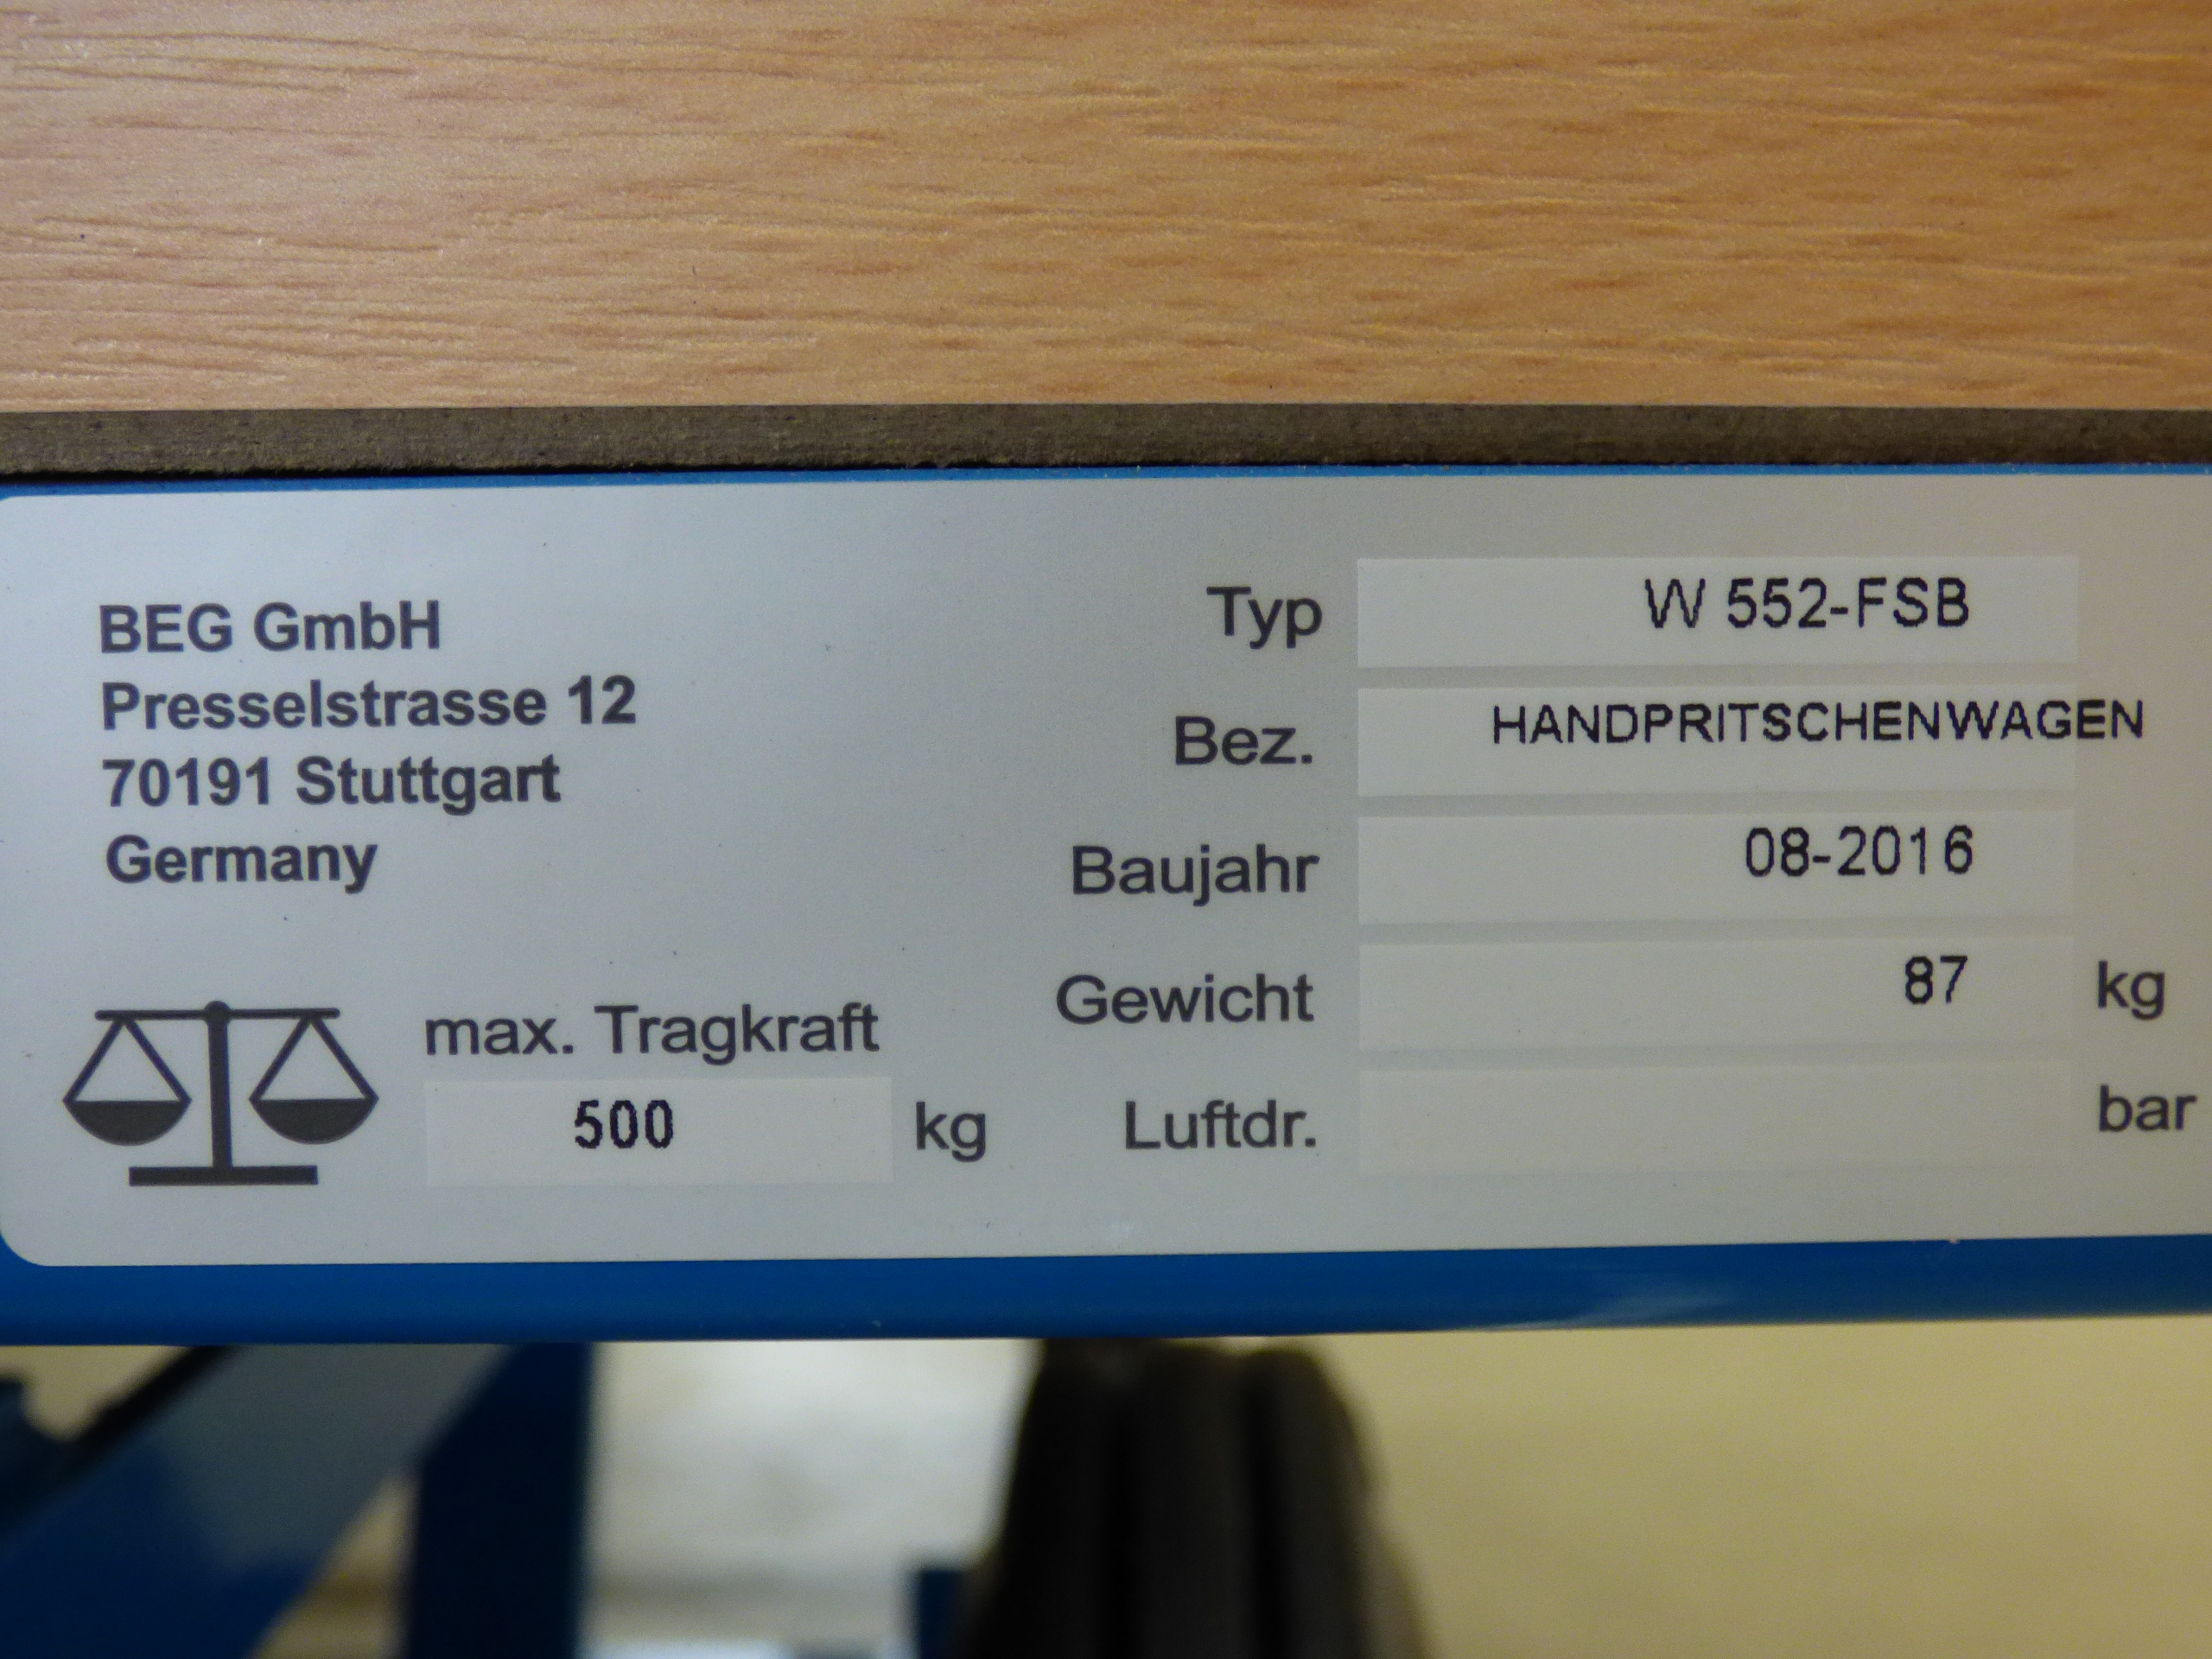 BEG GmbH
Presselstrasse 12
70191 Stuttgart
Germany
max. Tragkraft
500 kg
Typ W 552-FSB
Bez. HANDPRITSCHENWAGEN
Baujahr 08-2016
Gewicht 87 kg
Luftdr. bar